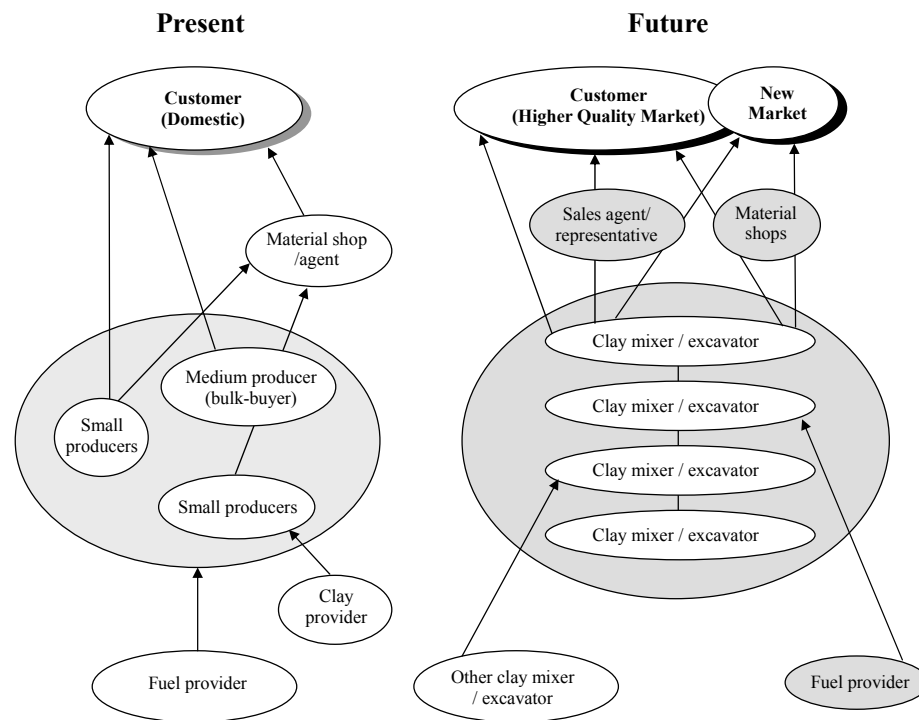 Present
Customer
(Domestic)
Material shop
/agent
Medium producer
(bulk-buyer)
Small
producers
Small producers
Clay
provider
Fuel provider
Future
Customer
(Higher Quality Market)
New
Market
Sales agent/
representative
Material
shops
Clay mixer / excavator
Clay mixer / excavator
Clay mixer / excavator
Clay mixer / excavator
Other clay mixer
/ excavator
Fuel provider